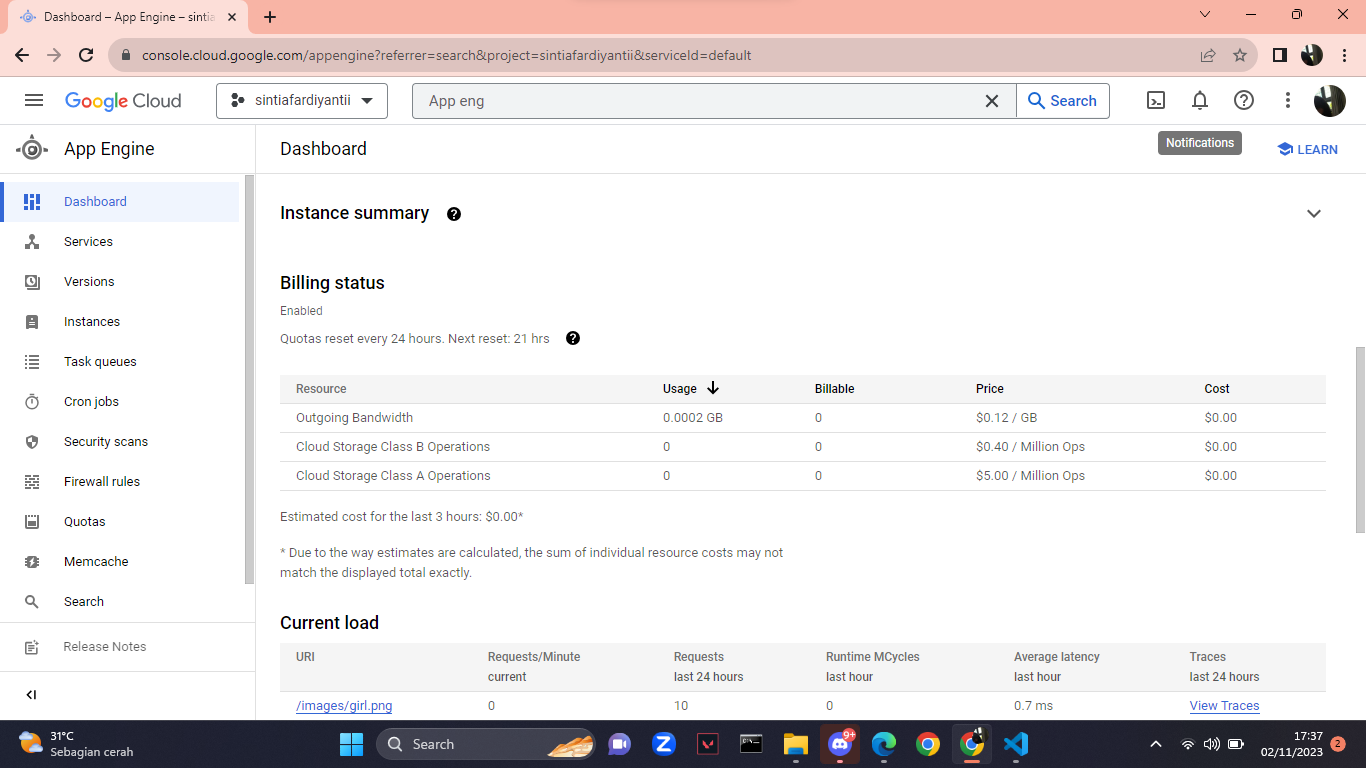 Dashboard – App Engine – sintia
console.cloud.google.com/appengine?referrer=search&project=sintiafardiyantii&serviceId=default
Google Cloud
sintiafardiyantii
App eng
Search
App Engine
Dashboard
Notifications
LEARN
Dashboard
Services
Versions
Instances
Task queues
Cron jobs
Security scans
Firewall rules
Quotas
Memcache
Search
Release Notes
Instance summary
Billing status
Enabled
Quotas reset every 24 hours. Next reset: 21 hrs
Resource Usage Billable Price Cost
Outgoing Bandwidth 0.0002 GB 0 $0.12 / GB $0.00
Cloud Storage Class B Operations 0 0 $0.40 / Million Ops $0.00
Cloud Storage Class A Operations 0 0 $5.00 / Million Ops $0.00
Estimated cost for the last 3 hours: $0.00*
* Due to the way estimates are calculated, the sum of individual resource costs may not
match the displayed total exactly.
Current load
URI Requests/Minute Requests Runtime MCycles Average latency Traces
current last 24 hours last hour last hour last 24 hours
/images/girl.png 0 10 0 0.7 ms View Traces
31°C
Sebagian cerah
Search
9+
17:37
02/11/2023
2